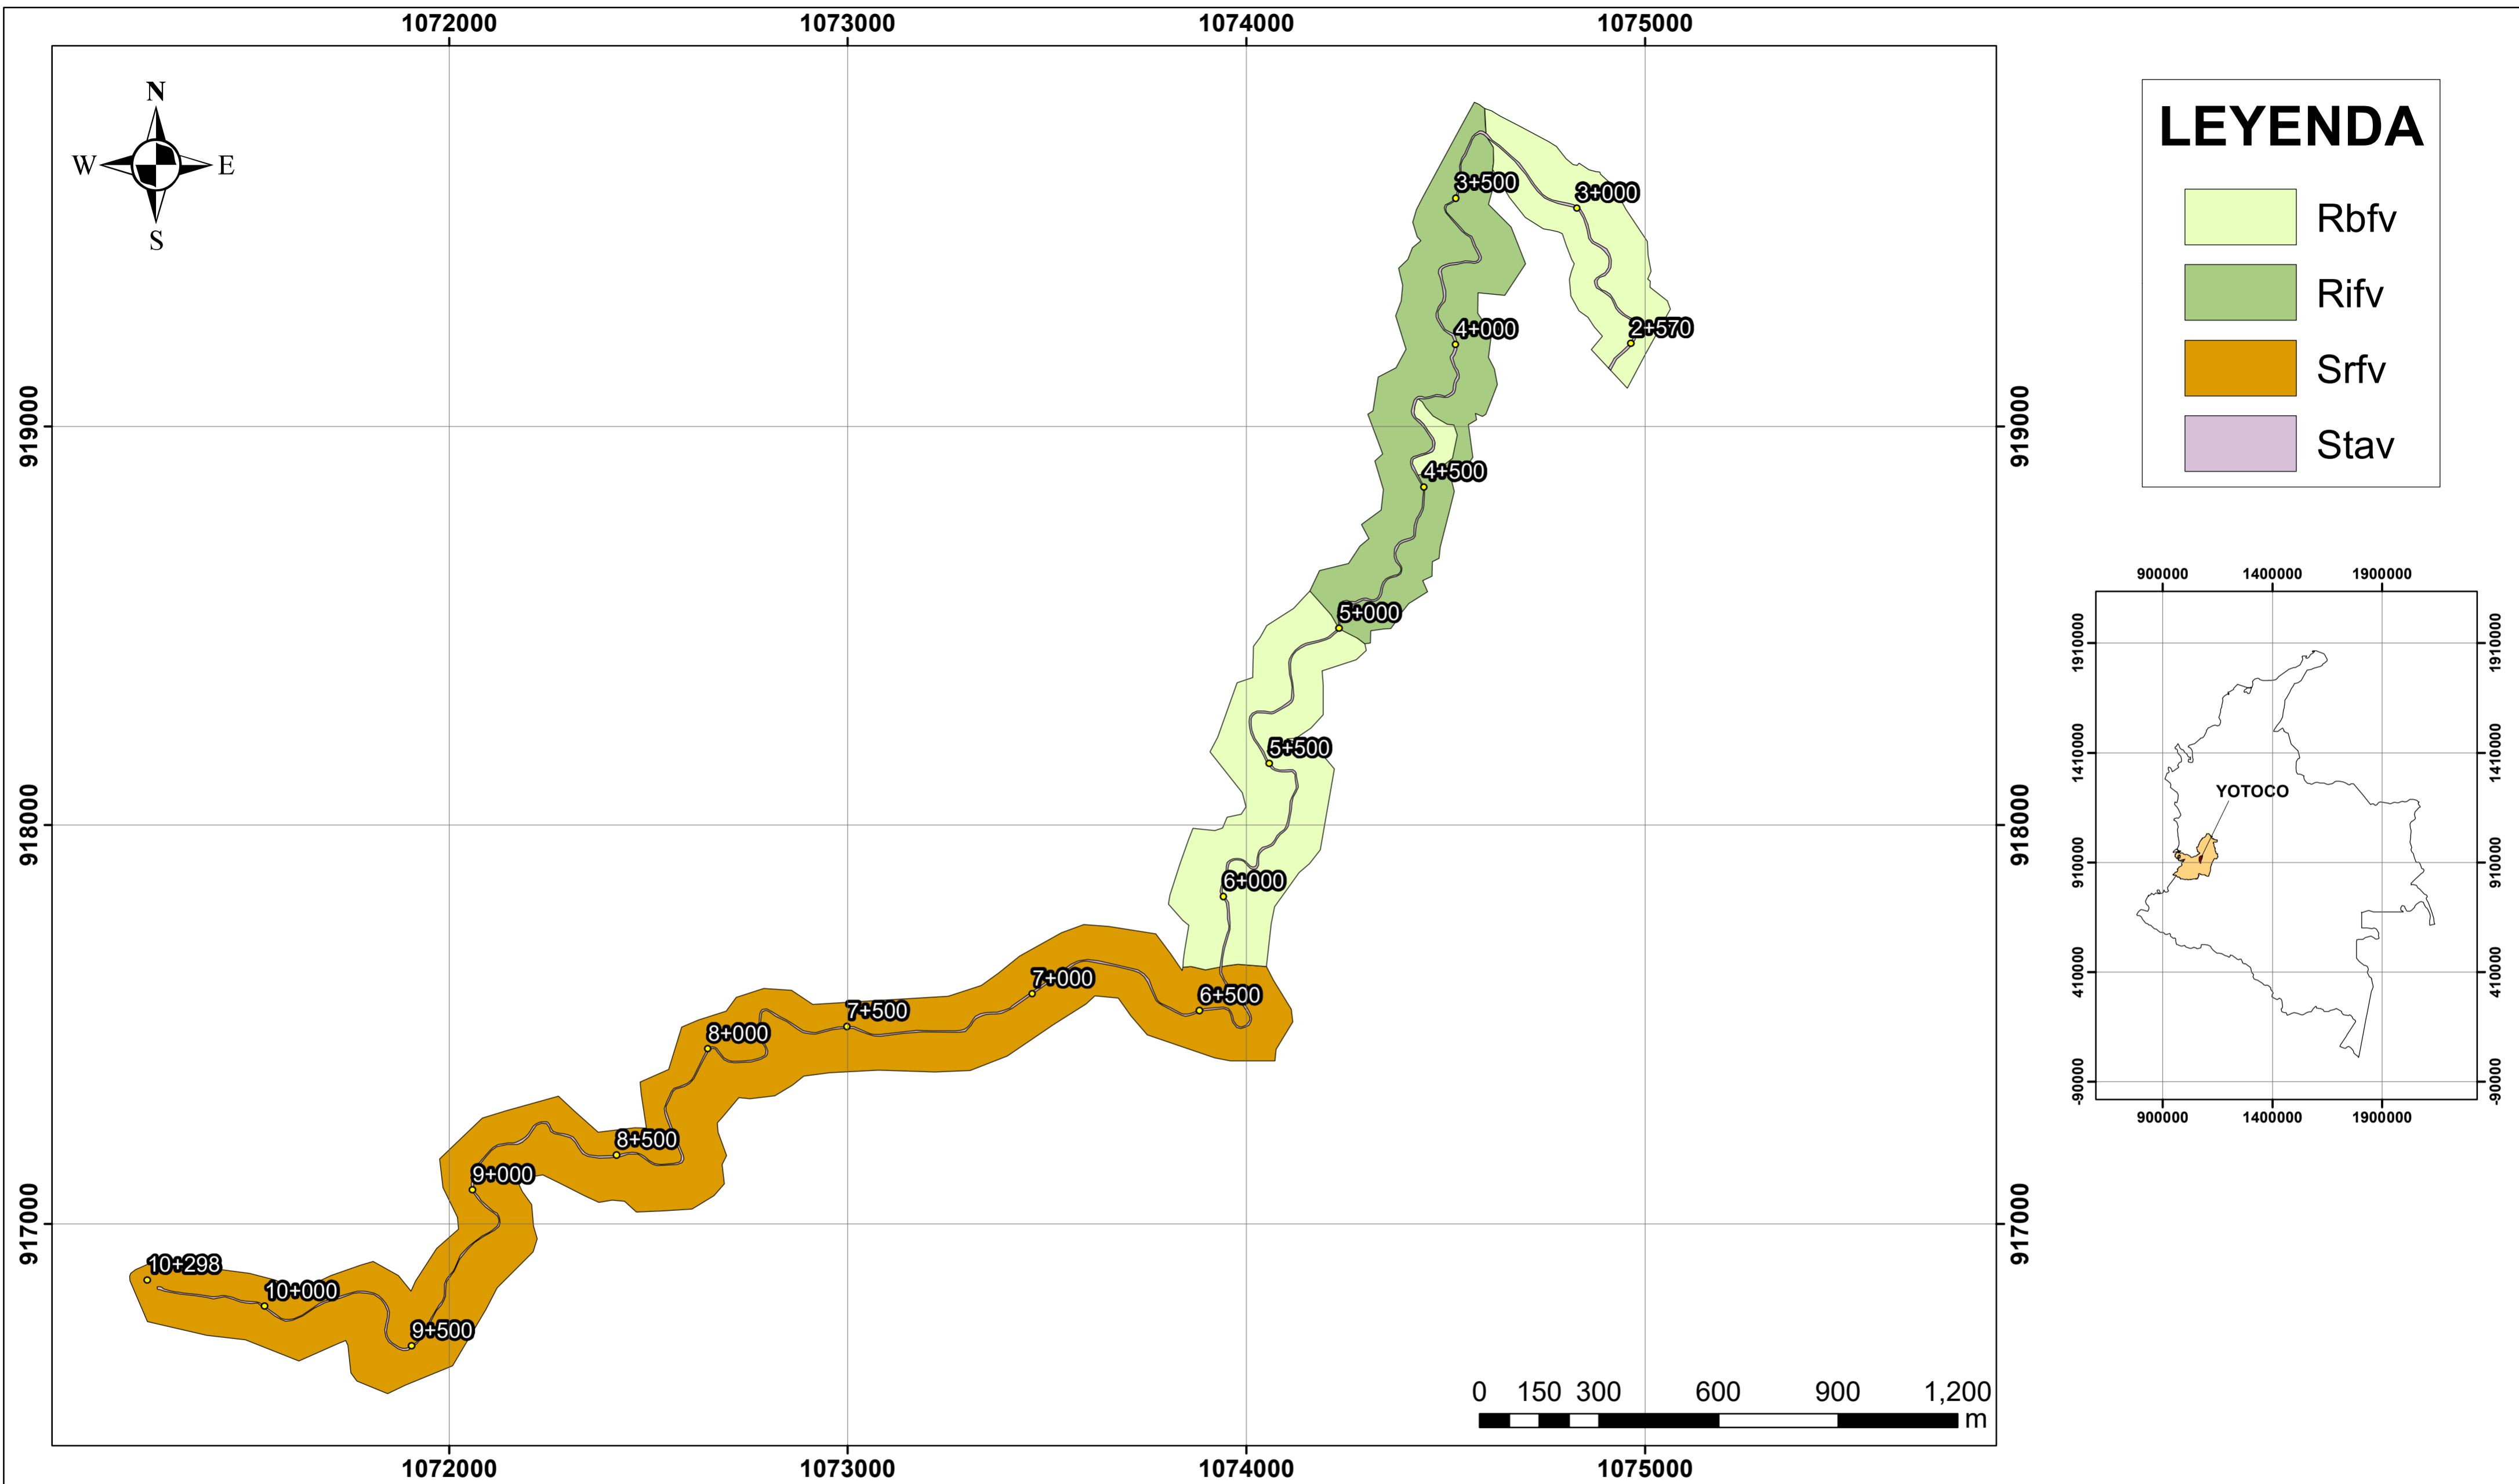 1072000 1073000 1074000 1075000
N
W E
S
LEYENDA
Rbfv
Rifv
Srfv
Stav
3+500
3+000
4+000
2+570
919000 919000
4+500
5+000
5+500
918000 918000
6+000
7+000
6+500
7+500
8+000
8+500
9+000
917000 917000
10+298
10+000
9+500
0 150 300 600 900 1,200
m
1072000 1073000 1074000 1075000
900000 1400000 1900000
1910000 1910000
1410000 1410000
YOTOCO
910000 910000
410000 410000
-90000 -90000
900000 1400000 1900000